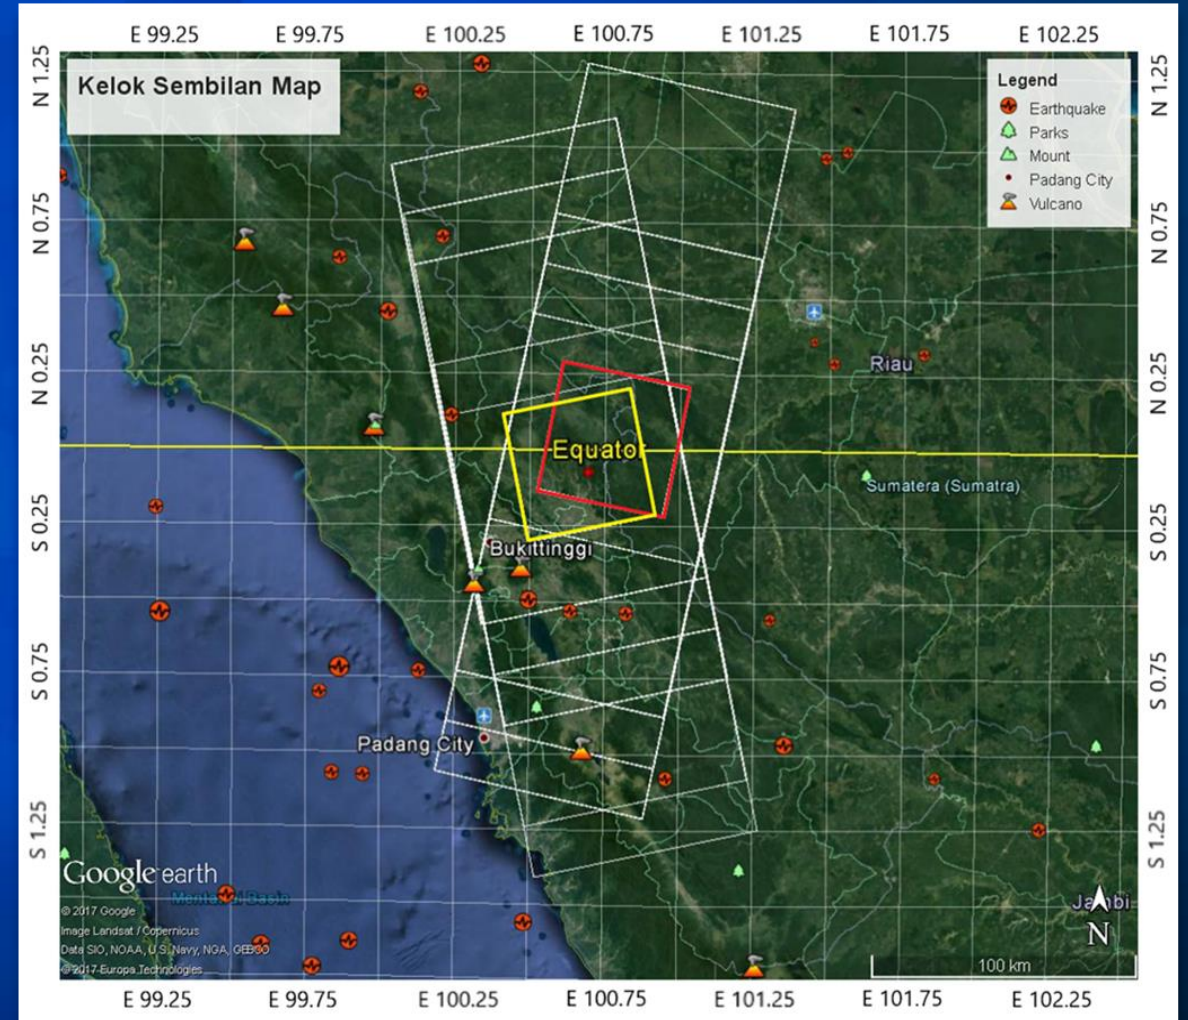 E 99.25 E 99.75 E 100.25 E 100.75 E 101.25 E 101.75 E 102.25
N 1.25
N 0.75
N 0.25
S 0.25
S 0.75
S 1.25
Kelok Sembilan Map
Legend
Earthquake
Parks
Mount
Padang City
Vulcano
N 1.25
N 0.75
N 0.25
S 0.25
S 0.75
S 1.25
Riau
Equator
Sumatera (Sumatra)
Bukittinggi
Padang City
Google earth
Mentawai Basin
© 2017 Google
Image Landsat / Copernicus
Data SIO, NOAA, U.S. Navy, NGA, GEBCO
© 2017 Europa Technologies
Jambi
N
100 km
E 99.25 E 99.75 E 100.25 E 100.75 E 101.25 E 101.75 E 102.25